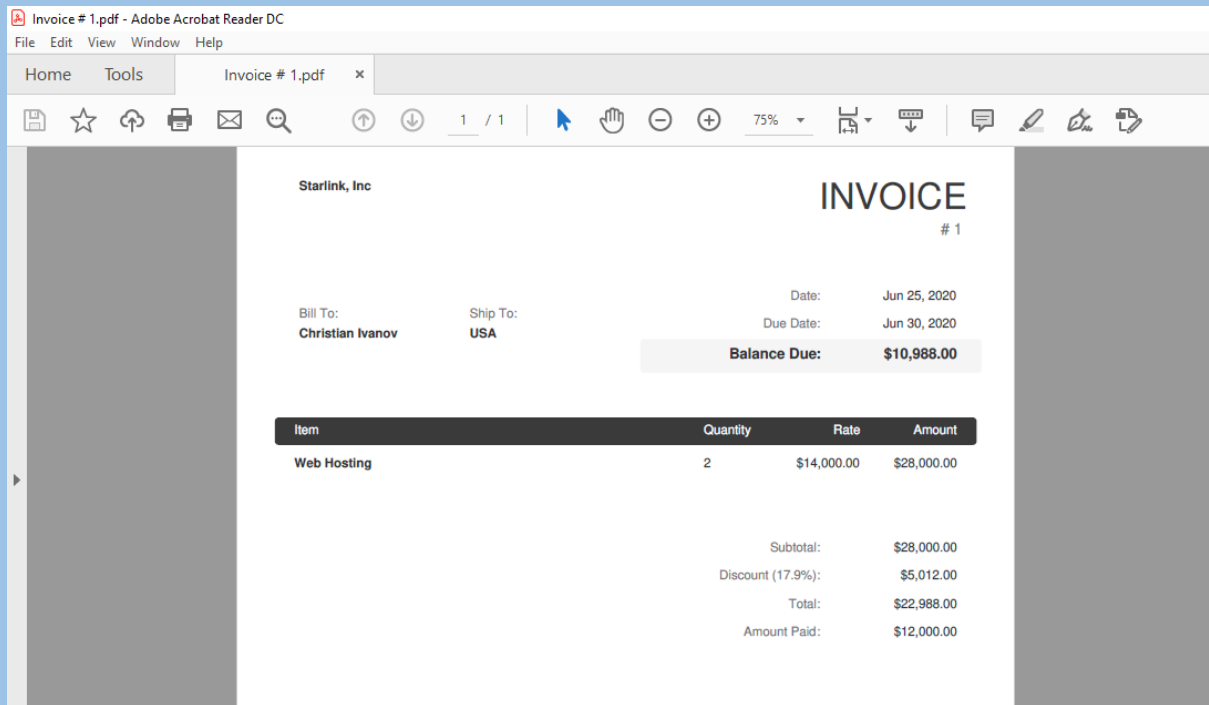 Invoice # 1.pdf - Adobe Acrobat Reader DC
File Edit View Window Help
Home Tools Invoice # 1.pdf ×
1 / 1 75%
Starlink, Inc
INVOICE
# 1
Date: Jun 25, 2020
Bill To: Ship To:
Due Date: Jun 30, 2020
Christian Ivanov USA
Balance Due: $10,988.00
Item Quantity Rate Amount
Web Hosting 2 $14,000.00 $28,000.00
Subtotal: $28,000.00
Discount (17.9%): $5,012.00
Total: $22,988.00
Amount Paid: $12,000.00